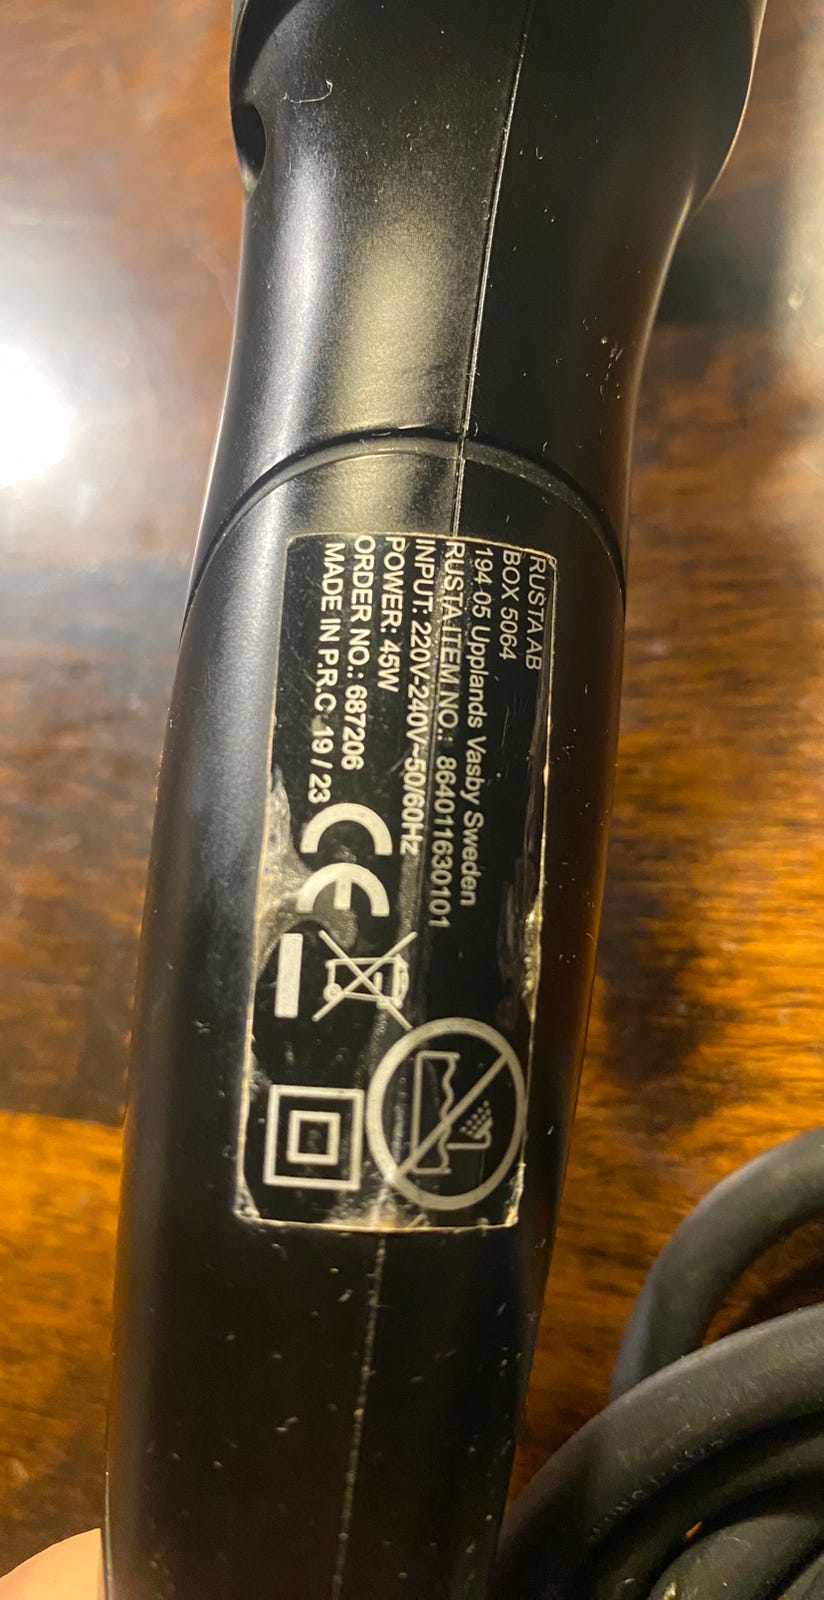 RUSTA AB
BOX 5064
194 05 Upplands Vasby Sweden
RUSTA ITEM NO.: 864011630101
INPUT: 220V-240V~50/60Hz
POWER: 45W
ORDER NO.: 687206
MADE IN P.R.C 19 / 23
CE